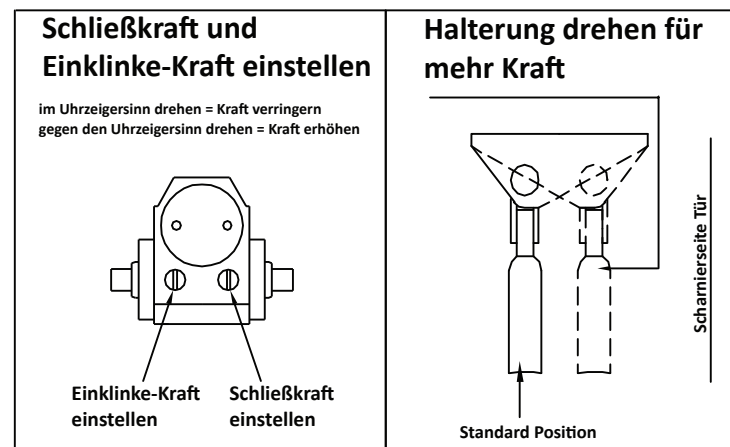 Schließkraft und
Einklinke-Kraft einstellen
im Uhrzeigersinn drehen = Kraft verringern
gegen den Uhrzeigersinn drehen = Kraft erhöhen
Einklinke-Kraft
einstellen
Schließkraft
einstellen
Halterung drehen für
mehr Kraft
Scharnierseite Tür
Standard Position